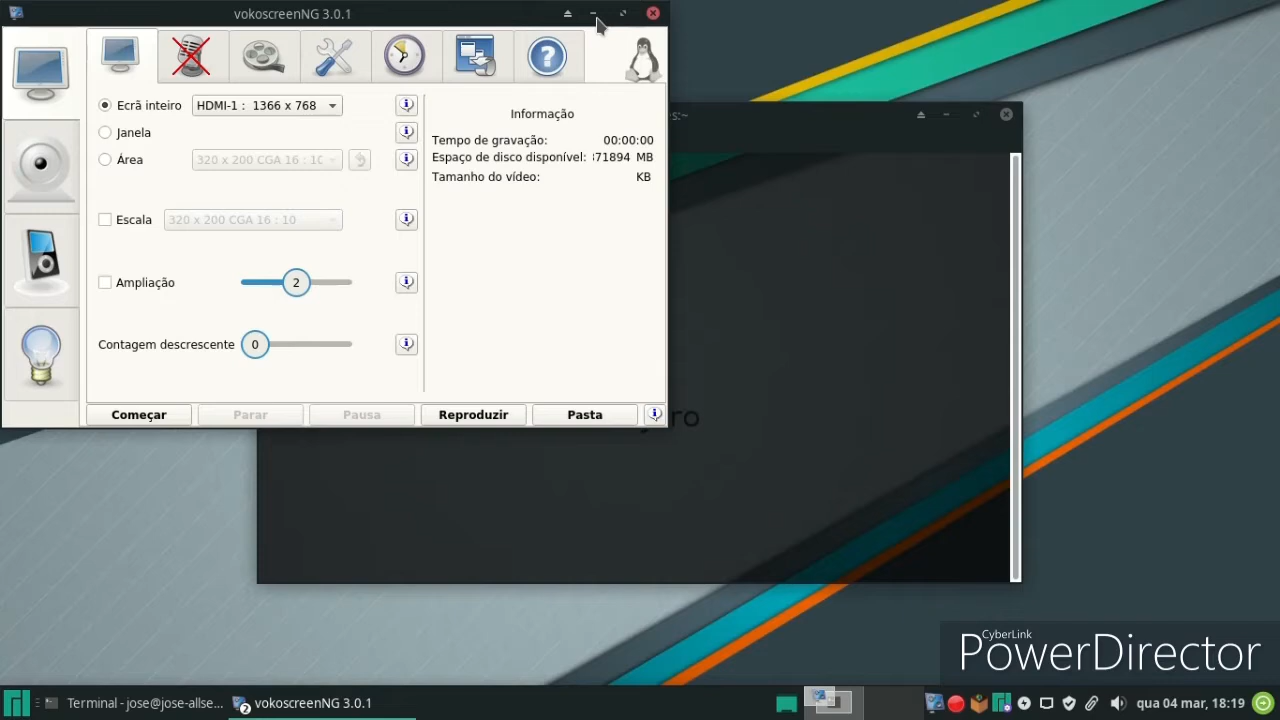 vokoscreenNG 3.0.1
Ecrã inteiro HDMI-1 : 1366 x 768
Janela
Área 320 x 200 CGA 16 : 10
Escala 320 x 200 CGA 16 : 10
Ampliação 2
Contagem descrescente 0
Informação
Tempo de gravação: 00:00:00
Espaço de disco disponível: 71894 MB
Tamanho do vídeo: KB
Começar Parar Pausa Reproduzir Pasta
s:~
ro
CyberLink
PowerDirector
Terminal - jose@jose-allse... 2 vokoscreenNG 3.0.1 qua 04 mar, 18:19